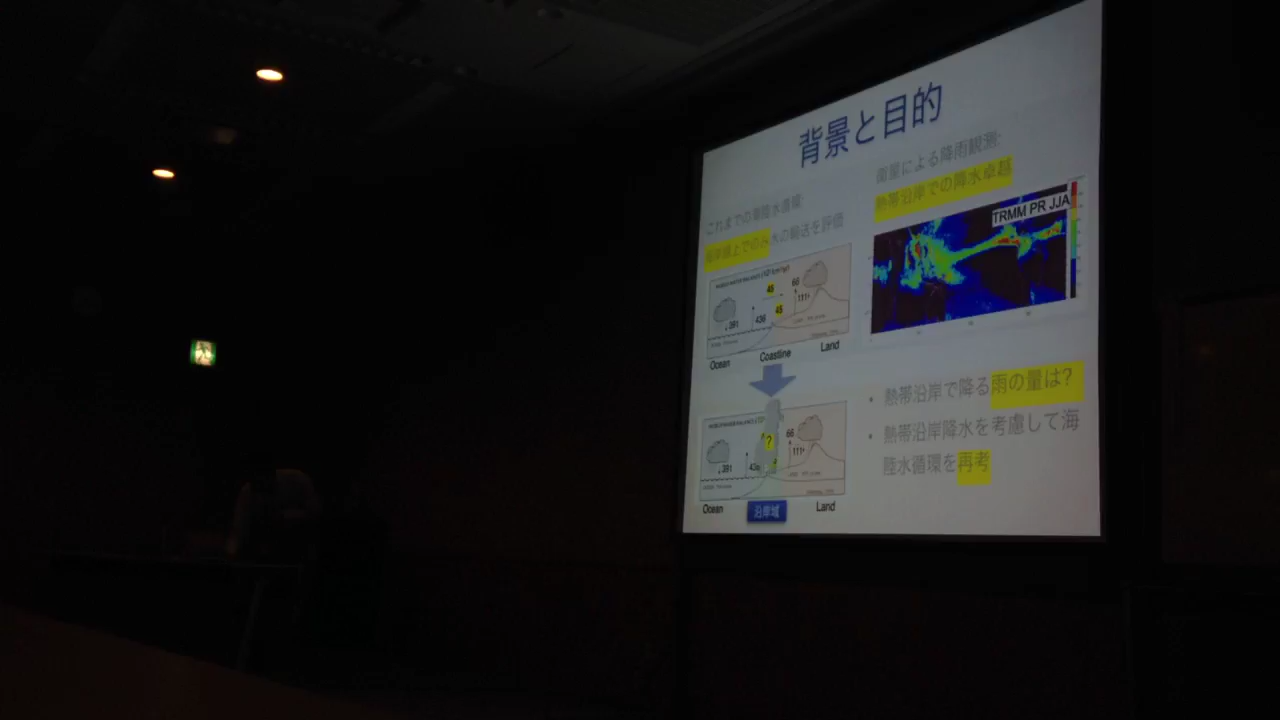 背景と目的
これまでの海陸水循環:
海岸線上でのみ水の輸送を評価
45
66
111
436
45
391
Ocean
Coastline
Land
衛星による降雨観測:
熱帯沿岸での降水卓越
TRMM PR JJA
66
?
111
391
Ocean
沿岸域
Land
• 熱帯沿岸で降る雨の量は?
• 熱帯沿岸降水を考慮して海
陸水循環を再考